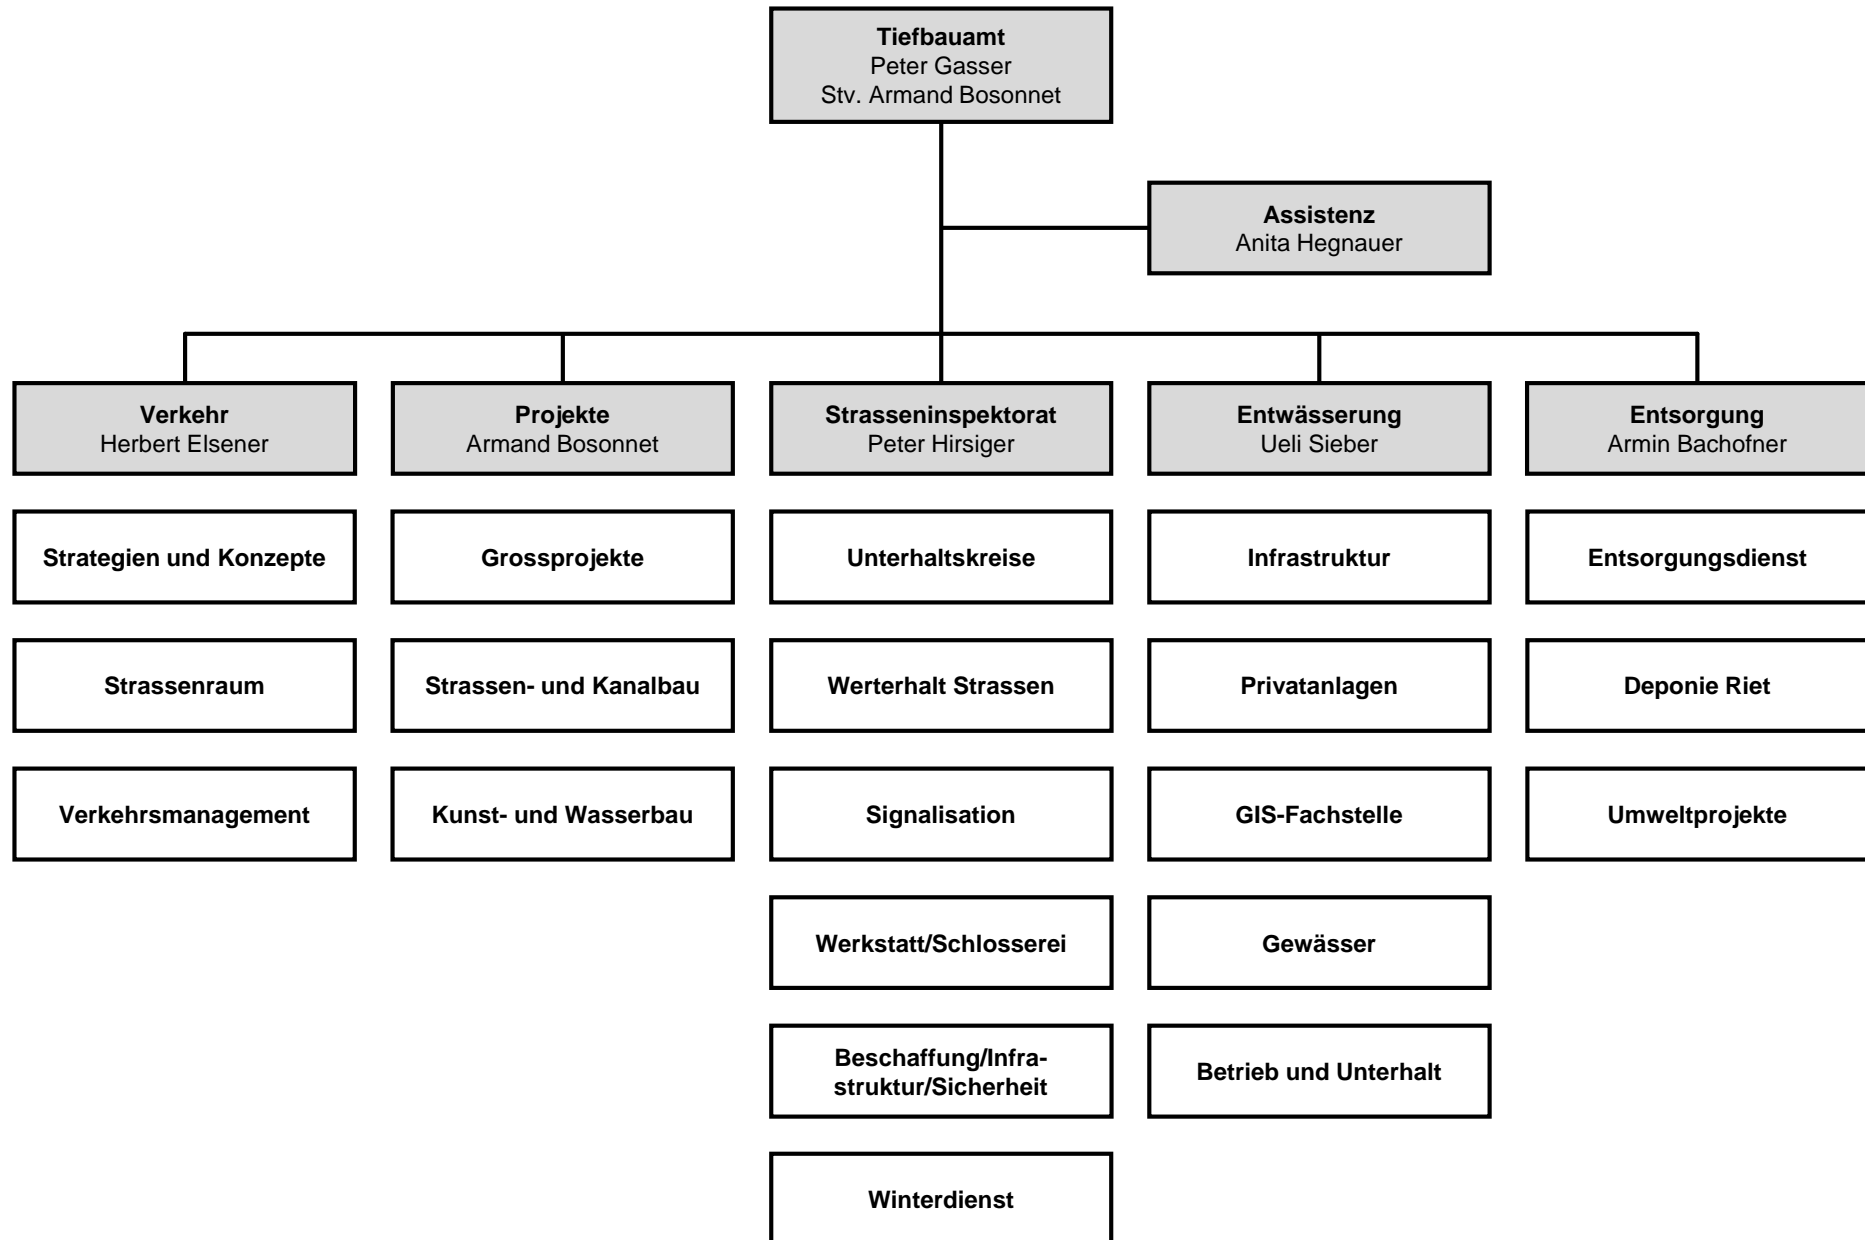 Tiefbauamt
Peter Gasser
Stv. Armand Bosonnet
Assistenz
Anita Hegnauer
Verkehr
Herbert Elsener
Projekte
Armand Bosonnet
Strasseninspektorat
Peter Hirsiger
Entwässerung
Ueli Sieber
Entsorgung
Armin Bachofner
Strategien und Konzepte
Grossprojekte
Unterhaltskreise
Infrastruktur
Entsorgungsdienst
Strassenraum
Strassen- und Kanalbau
Werterhalt Strassen
Privatanlagen
Deponie Riet
Verkehrsmanagement
Kunst- und Wasserbau
Signalisation
GIS-Fachstelle
Umweltprojekte
Werkstatt/Schlosserei
Gewässer
Beschaffung/Infra-
struktur/Sicherheit
Betrieb und Unterhalt
Winterdienst